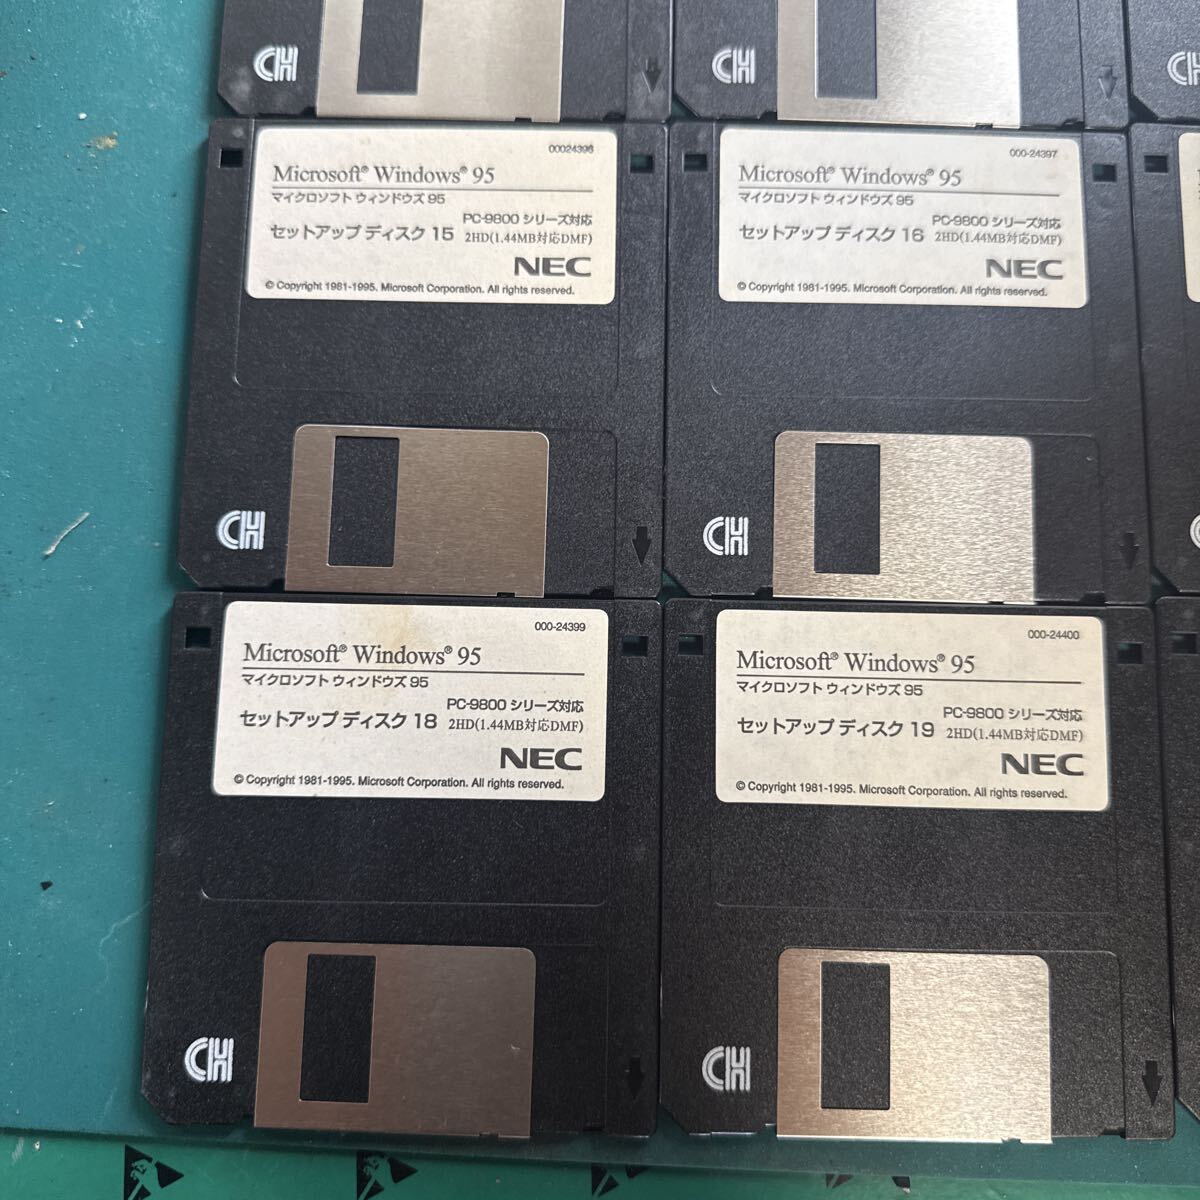 00024396
Microsoft® Windows® 95
マイクロソフト ウィンドウズ 95
PC-9800 シリーズ対応
セットアップ ディスク 15 2HD(1.44MB対応DMF)
NEC
© Copyright 1981-1995. Microsoft Corporation. All rights reserved.
000-24397
Microsoft® Windows® 95
マイクロソフト ウィンドウズ 95
PC-9800 シリーズ対応
セットアップ ディスク 16 2HD(1.44MB対応DMF)
NEC
© Copyright 1981-1995. Microsoft Corporation. All rights reserved.
000-24399
Microsoft® Windows® 95
マイクロソフト ウィンドウズ 95
PC-9800 シリーズ対応
セットアップ ディスク 18 2HD(1.44MB対応DMF)
NEC
© Copyright 1981-1995. Microsoft Corporation. All rights reserved.
000-24400
Microsoft® Windows® 95
マイクロソフト ウィンドウズ 95
PC-9800 シリーズ対応
セットアップ ディスク 19 2HD(1.44MB対応DMF)
NEC
© Copyright 1981-1995. Microsoft Corporation. All rights reserved.